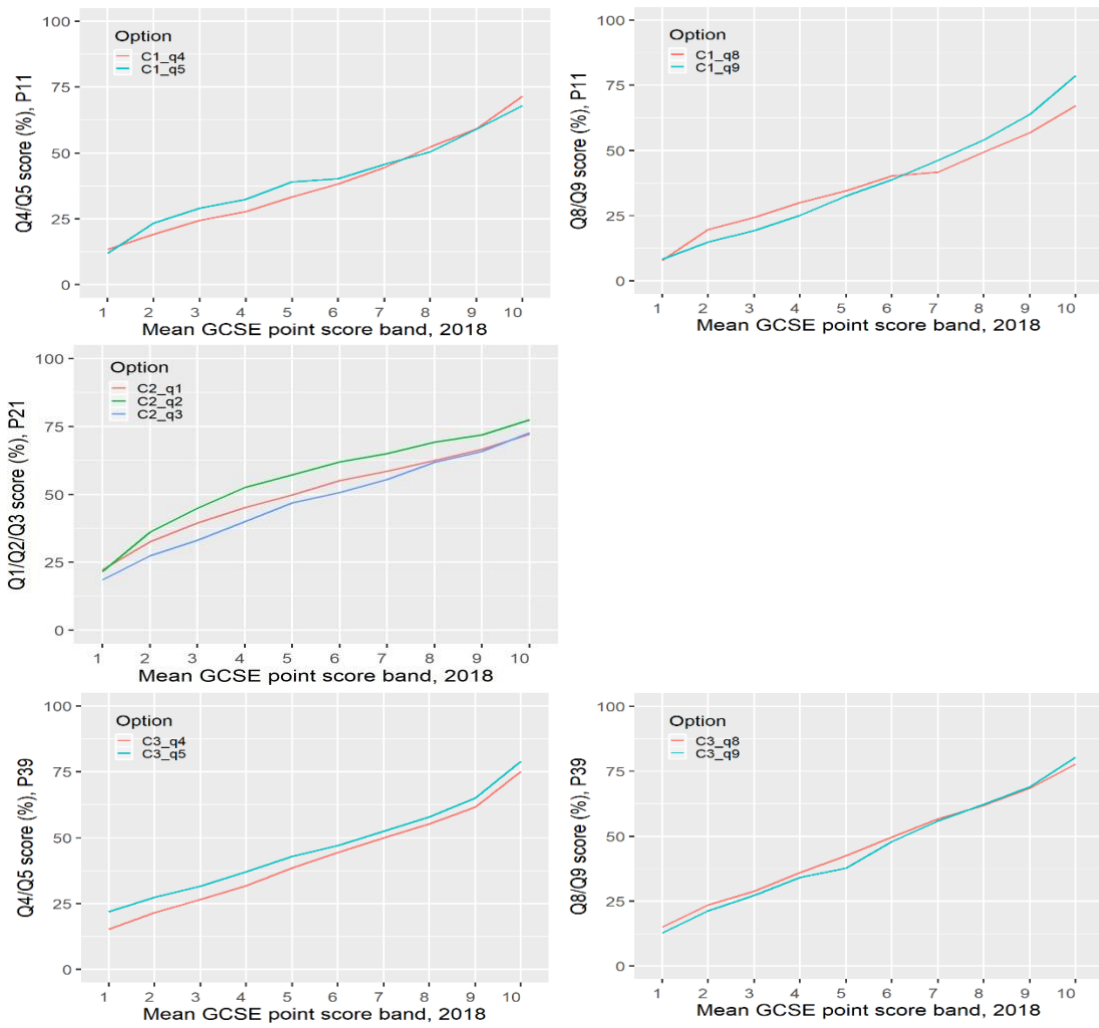 Q4/Q5 score (%), P11
100
75
50
25
0
Option
C1_q4
C1_q5
1 2 3 4 5 6 7 8 9 10
Mean GCSE point score band, 2018
Q8/Q9 score (%), P11
100
75
50
25
0
Option
C1_q8
C1_q9
1 2 3 4 5 6 7 8 9 10
Mean GCSE point score band, 2018
Q1/Q2/Q3 score (%), P21
100
75
50
25
0
Option
C2_q1
C2_q2
C2_q3
1 2 3 4 5 6 7 8 9 10
Mean GCSE point score band, 2018
Q4/Q5 score (%), P39
100
75
50
25
0
Option
C3_q4
C3_q5
1 2 3 4 5 6 7 8 9 10
Mean GCSE point score band, 2018
Q8/Q9 score (%), P39
100
75
50
25
0
Option
C3_q8
C3_q9
1 2 3 4 5 6 7 8 9 10
Mean GCSE point score band, 2018